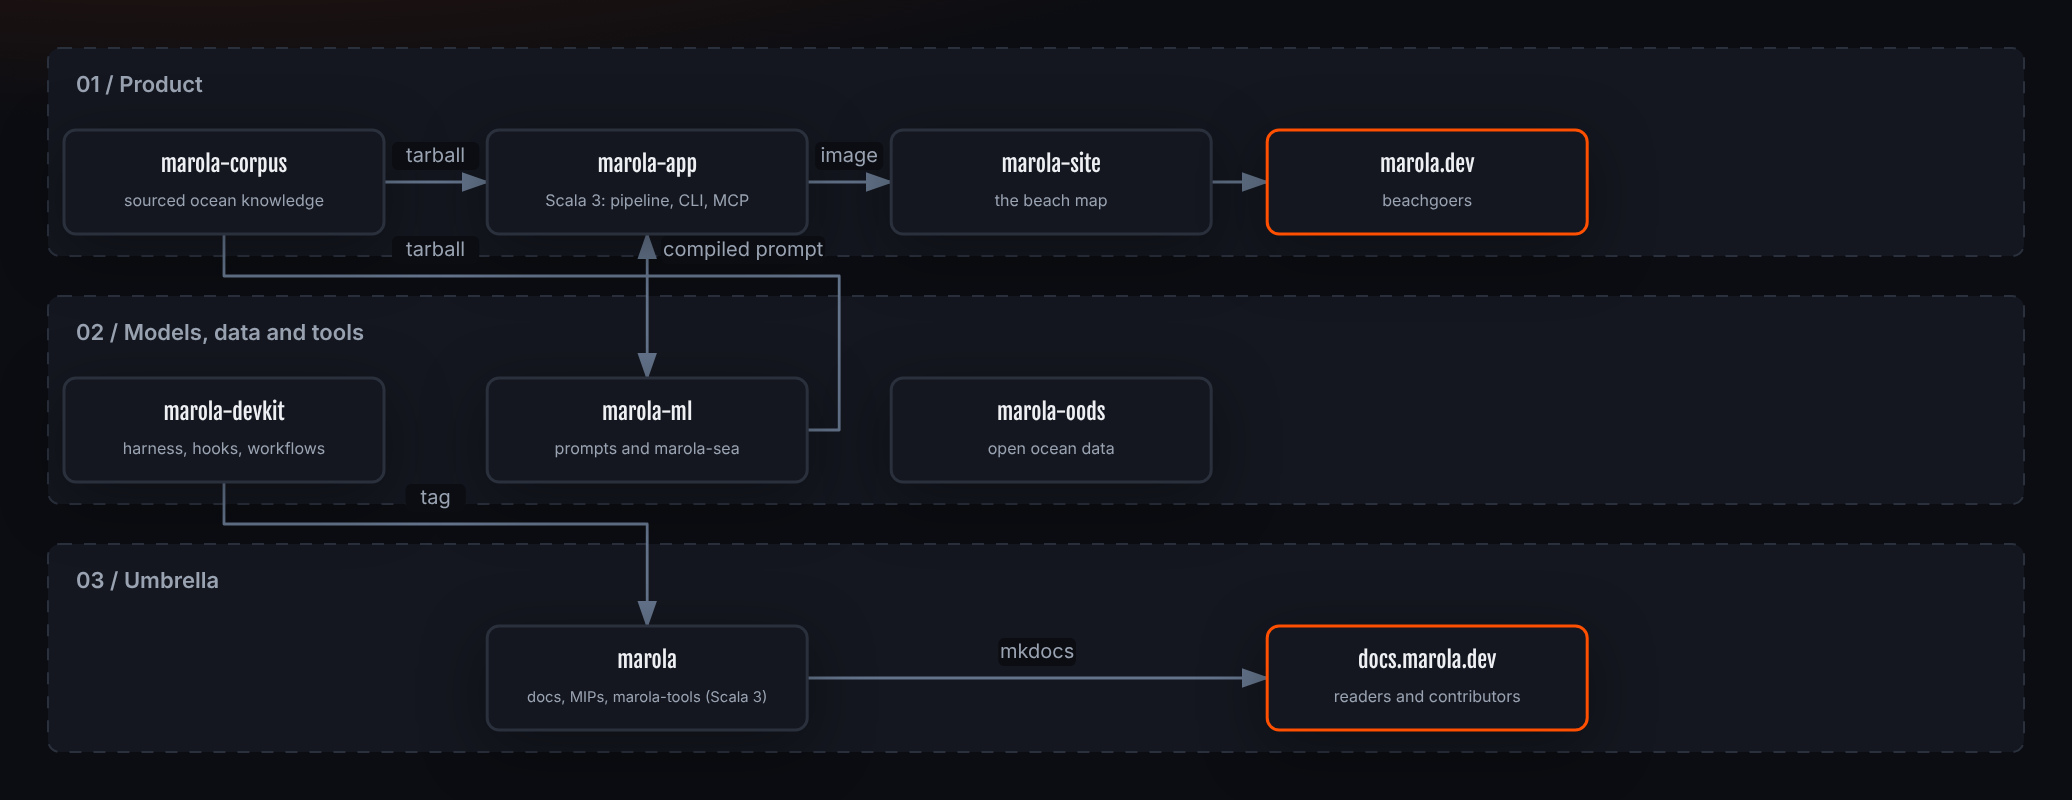 01 / Product
marola-corpus
sourced ocean knowledge
tarball
marola-app
Scala 3: pipeline, CLI, MCP
image
marola-site
the beach map
marola.dev
beachgoers
tarball
compiled prompt
02 / Models, data and tools
marola-devkit
harness, hooks, workflows
marola-ml
prompts and marola-sea
marola-oods
open ocean data
tag
03 / Umbrella
marola
docs, MIPs, marola-tools (Scala 3)
mkdocs
docs.marola.dev
readers and contributors